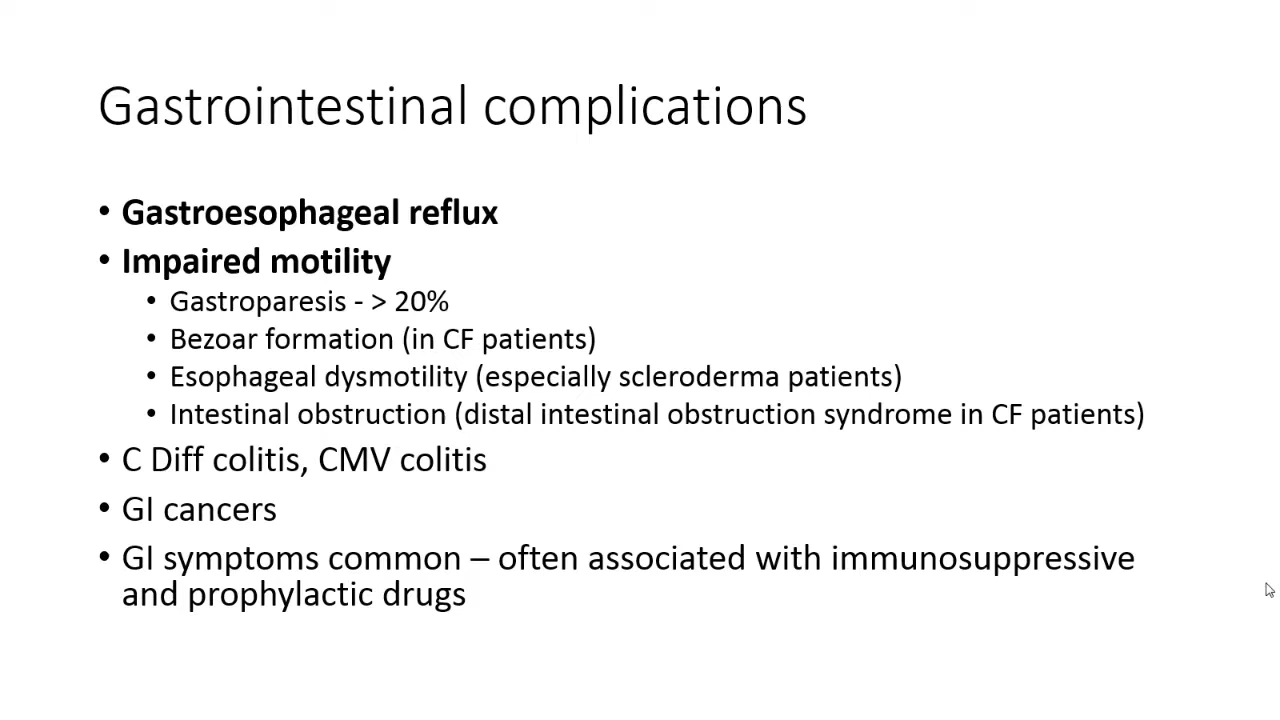 Gastrointestinal complications
• Gastroesophageal reflux
• Impaired motility
• Gastroparesis - > 20%
• Bezoar formation (in CF patients)
• Esophageal dysmotility (especially scleroderma patients)
• Intestinal obstruction (distal intestinal obstruction syndrome in CF patients)
• C Diff colitis, CMV colitis
• GI cancers
• GI symptoms common – often associated with immunosuppressive
and prophylactic drugs